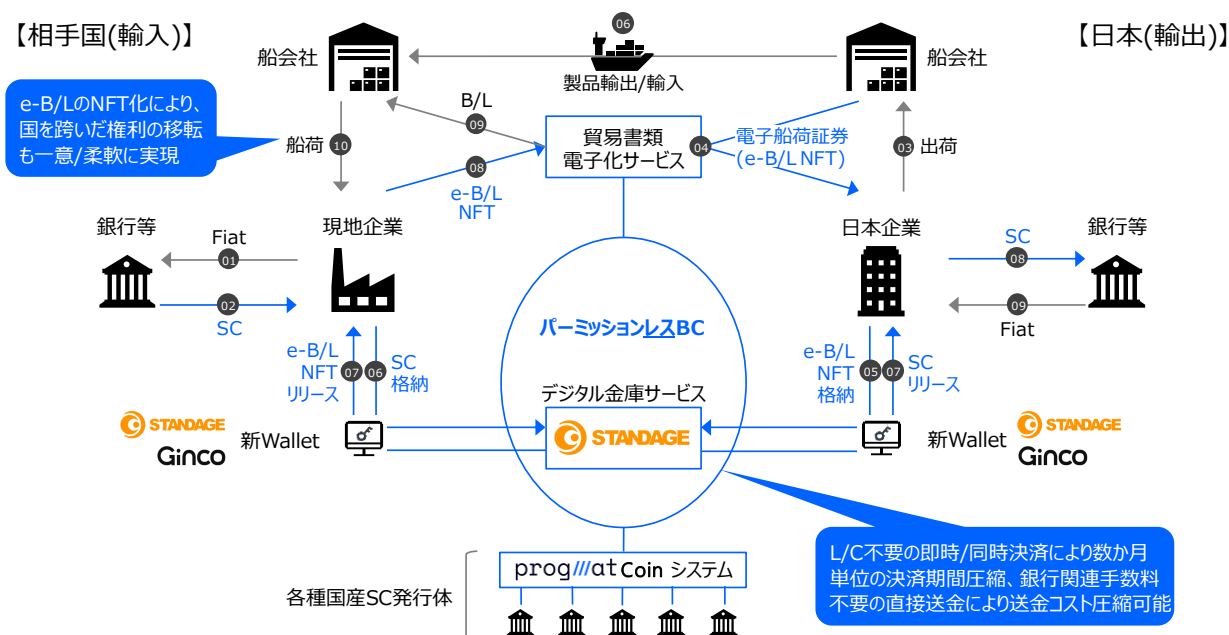 【相手国(輸入)】
06
【日本(輸出)】
船会社
船会社
製品輸出/輸入
e-B/LのNFT化により、
国を跨いだ権利の移転
も一意/柔軟に実現
B/L
09
船荷
10
貿易書類
電子化サービス
04
電子船荷証券
(e-B/L NFT)
03
出荷
08
e-B/L
NFT
銀行等
現地企業
日本企業
銀行等
Fiat
01
SC
08
02
SC
09
Fiat
パーミッションレスBC
e-B/L
NFT
リリース
07
06
SC
格納
e-B/L
NFT
格納
05
07
SC
リリース
デジタル金庫サービス
STANDAGE
STANDAGE
Ginco
新Wallet
新Wallet
STANDAGE
Ginco
L/C不要の即時/同時決済により数か月
単位の決済期間圧縮、銀行関連手数料
不要の直接送金により送金コスト圧縮可能
progmat Coin システム
各種国産SC発行体